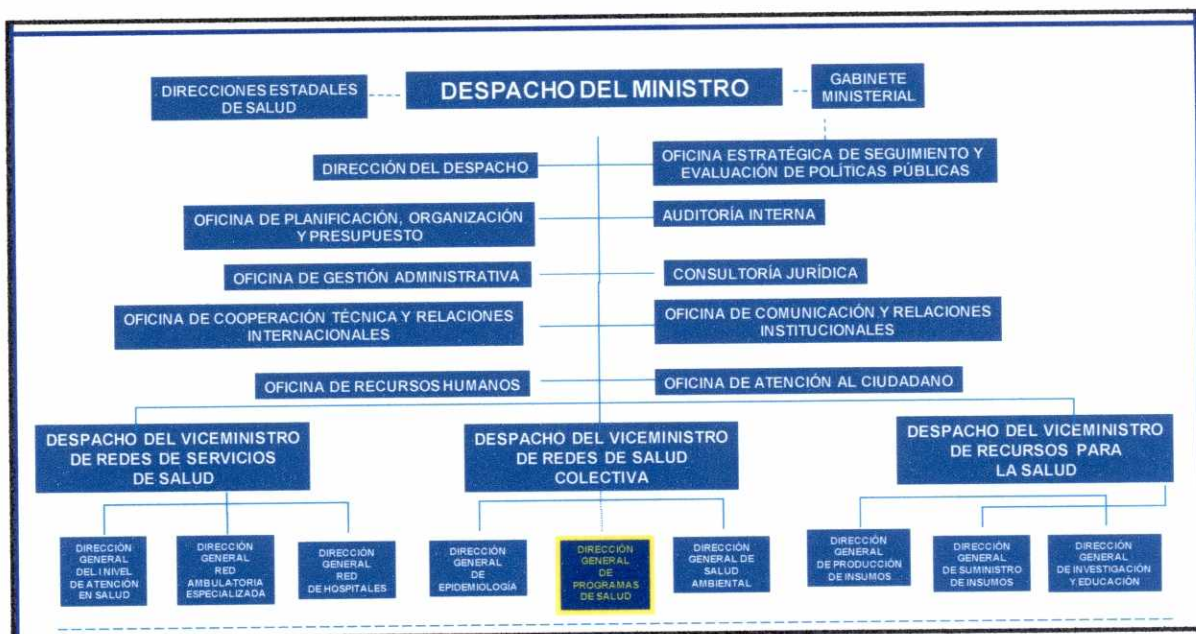 DIRECCIONES ESTADALES
DE SALUD
DESPACHO DEL MINISTRO
GABINETE
MINISTERIAL
DIRECCIÓN DEL DESPACHO
OFICINA ESTRATÉGICA DE SEGUIMIENTO Y
EVALUACIÓN DE POLÍTICAS PÚBLICAS
OFICINA DE PLANIFICACIÓN, ORGANIZACIÓN
Y PRESUPUESTO
AUDITORÍA INTERNA
OFICINA DE GESTIÓN ADMINISTRATIVA
CONSULTORÍA JURÍDICA
OFICINA DE COOPERACIÓN TÉCNICA Y RELACIONES
INTERNACIONALES
OFICINA DE COMUNICACIÓN Y RELACIONES
INSTITUCIONALES
OFICINA DE RECURSOS HUMANOS
OFICINA DE ATENCIÓN AL CIUDADANO
DESPACHO DEL VICEMINISTRO
DE REDES DE SERVICIOS
DE SALUD
DESPACHO DEL VICEMINISTRO
DE REDES DE SALUD
COLECTIVA
DESPACHO DEL VICEMINISTRO
DE RECURSOS PARA
LA SALUD
DIRECCIÓN
GENERAL
DEL I NIVEL
DE ATENCIÓN
EN SALUD
DIRECCIÓN
GENERAL
RED
AMBULATORIA
ESPECIALIZADA
DIRECCIÓN
GENERAL
RED
DE HOSPITALES
DIRECCIÓN
GENERAL
DE
EPIDEMIOLOGÍA
DIRECCIÓN
GENERAL
DE
PROGRAMAS
DE SALUD
DIRECCIÓN
GENERAL DE
SALUD
AMBIENTAL
DIRECCIÓN
GENERAL
DE PRODUCCIÓN
DE INSUMOS
DIRECCIÓN
GENERAL
DE SUMINISTRO
DE INSUMOS
DIRECCIÓN
GENERAL
DE INVESTIGACIÓN
Y EDUCACIÓN